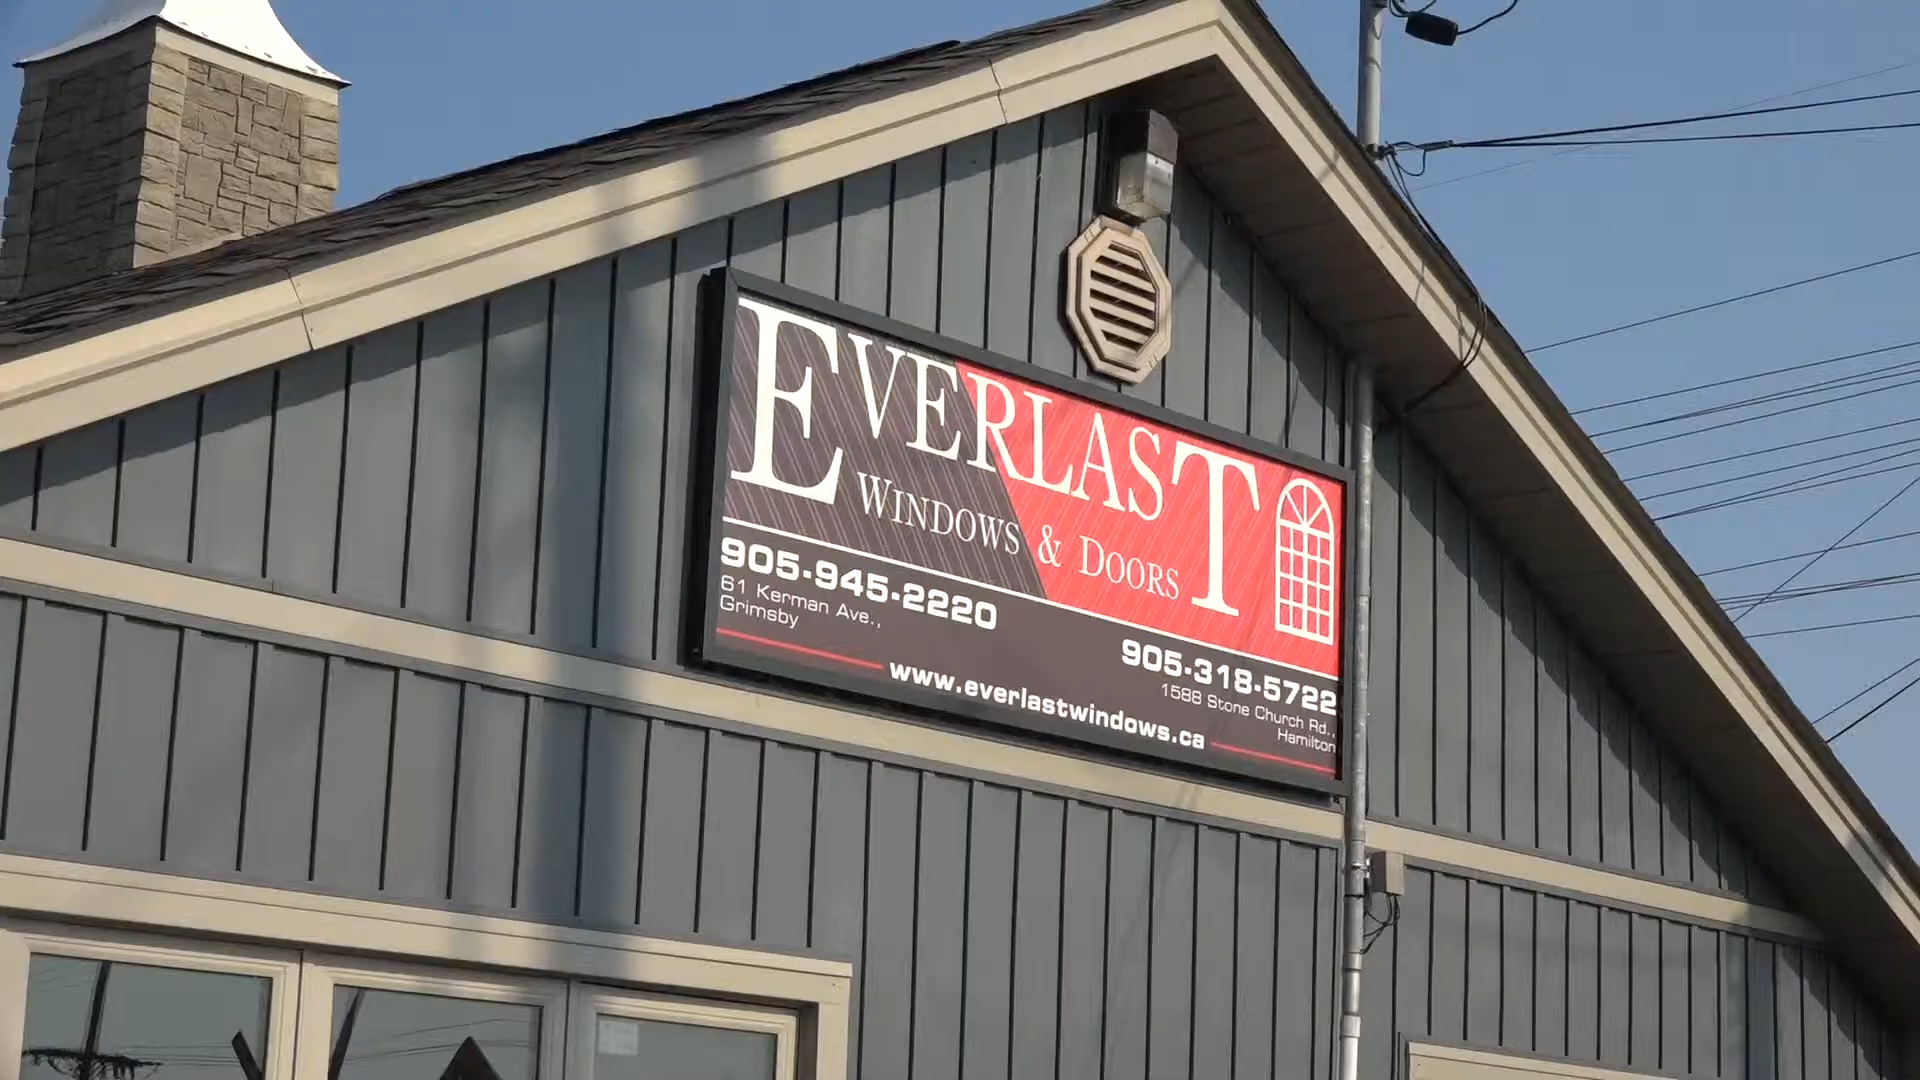 EVERLAST
WINDOWS & DOORS
905-945-2220
61 Kerman Ave.,
Grimsby
905-318-5722
1588 Stone Church Rd.,
Hamilton
www.everlastwindows.ca